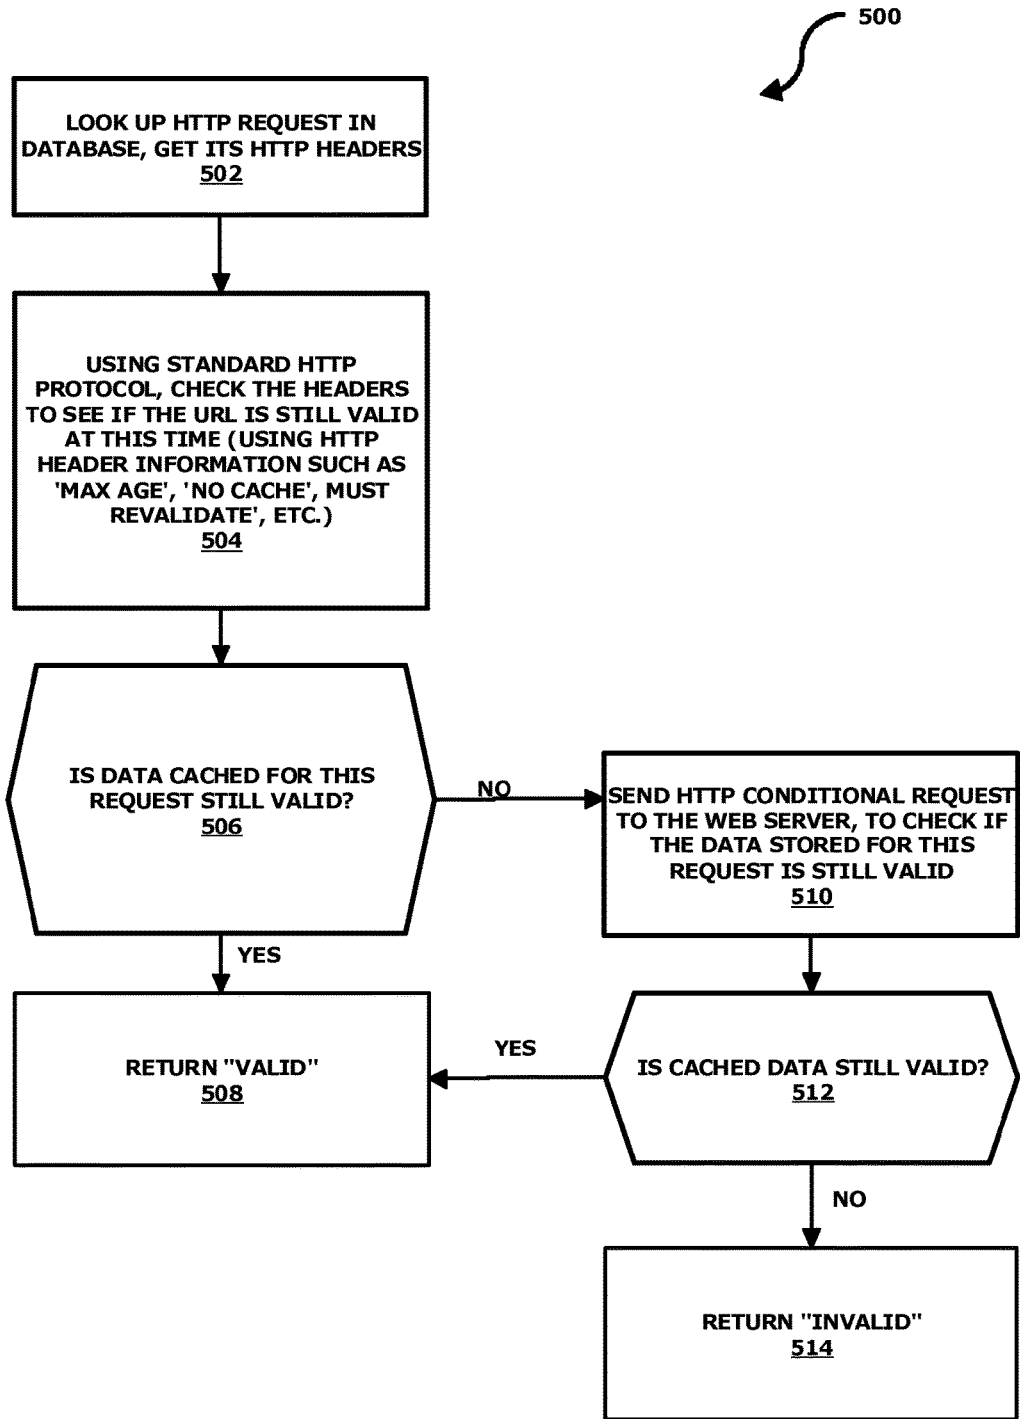 500
LOOK UP HTTP REQUEST IN
DATABASE, GET ITS HTTP HEADERS
502
USING STANDARD HTTP
PROTOCOL, CHECK THE HEADERS
TO SEE IF THE URL IS STILL VALID
AT THIS TIME (USING HTTP
HEADER INFORMATION SUCH AS
'MAX AGE', 'NO CACHE', MUST
REVALIDATE', ETC.)
504
IS DATA CACHED FOR THIS
REQUEST STILL VALID?
506
NO
SEND HTTP CONDITIONAL REQUEST
TO THE WEB SERVER, TO CHECK IF
THE DATA STORED FOR THIS
REQUEST IS STILL VALID
510
YES
RETURN "VALID"
508
YES
IS CACHED DATA STILL VALID?
512
NO
RETURN "INVALID"
514